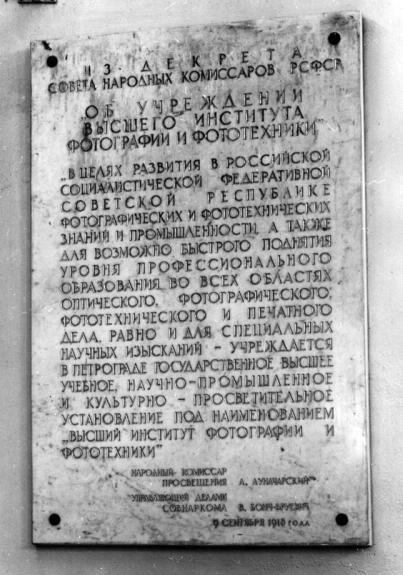 ИЗ ДЕКРЕТА
СОВЕТА НАРОДНЫХ КОМИССАРОВ РСФСР
„ОБ УЧРЕЖДЕНИИ
ВЫСШЕГО ИНСТИТУТА
ФОТОГРАФИИ И ФОТОТЕХНИКИ"
„В ЦЕЛЯХ РАЗВИТИЯ В РОССИЙСКОЙ
СОЦИАЛИСТИЧЕСКОЙ ФЕДЕРАТИВНОЙ
СОВЕТСКОЙ РЕСПУБЛИКЕ
ФОТОГРАФИЧЕСКИХ И ФОТОТЕХНИЧЕСКИХ
ЗНАНИЙ И ПРОМЫШЛЕННОСТИ, А ТАКЖЕ
ДЛЯ ВОЗМОЖНО БЫСТРОГО ПОДНЯТИЯ
УРОВНЯ ПРОФЕССИОНАЛЬНОГО
ОБРАЗОВАНИЯ ВО ВСЕХ ОБЛАСТЯХ
ОПТИЧЕСКОГО, ФОТОГРАФИЧЕСКОГО,
ФОТОТЕХНИЧЕСКОГО И ПЕЧАТНОГО
ДЕЛА, РАВНО И ДЛЯ СПЕЦИАЛЬНЫХ
НАУЧНЫХ ИЗЫСКАНИЙ – УЧРЕЖДАЕТСЯ
В ПЕТРОГРАДЕ ГОСУДАРСТВЕННОЕ ВЫСШЕЕ
УЧЕБНОЕ, НАУЧНО-ПРОМЫШЛЕННОЕ
И КУЛЬТУРНО-ПРОСВЕТИТЕЛЬНОЕ
УСТАНОВЛЕНИЕ ПОД НАИМЕНОВАНИЕМ
„ВЫСШИЙ ИНСТИТУТ ФОТОГРАФИИ И
ФОТОТЕХНИКИ"
НАРОДНЫЙ КОМИССАР
ПРОСВЕЩЕНИЯ А. ЛУНАЧАРСКИЙ
УПРАВЛЯЮЩИЙ ДЕЛАМИ
СОВНАРКОМА В. БОНЧ-БРУЕВИЧ
9 СЕНТЯБРЯ 1918 ГОДА